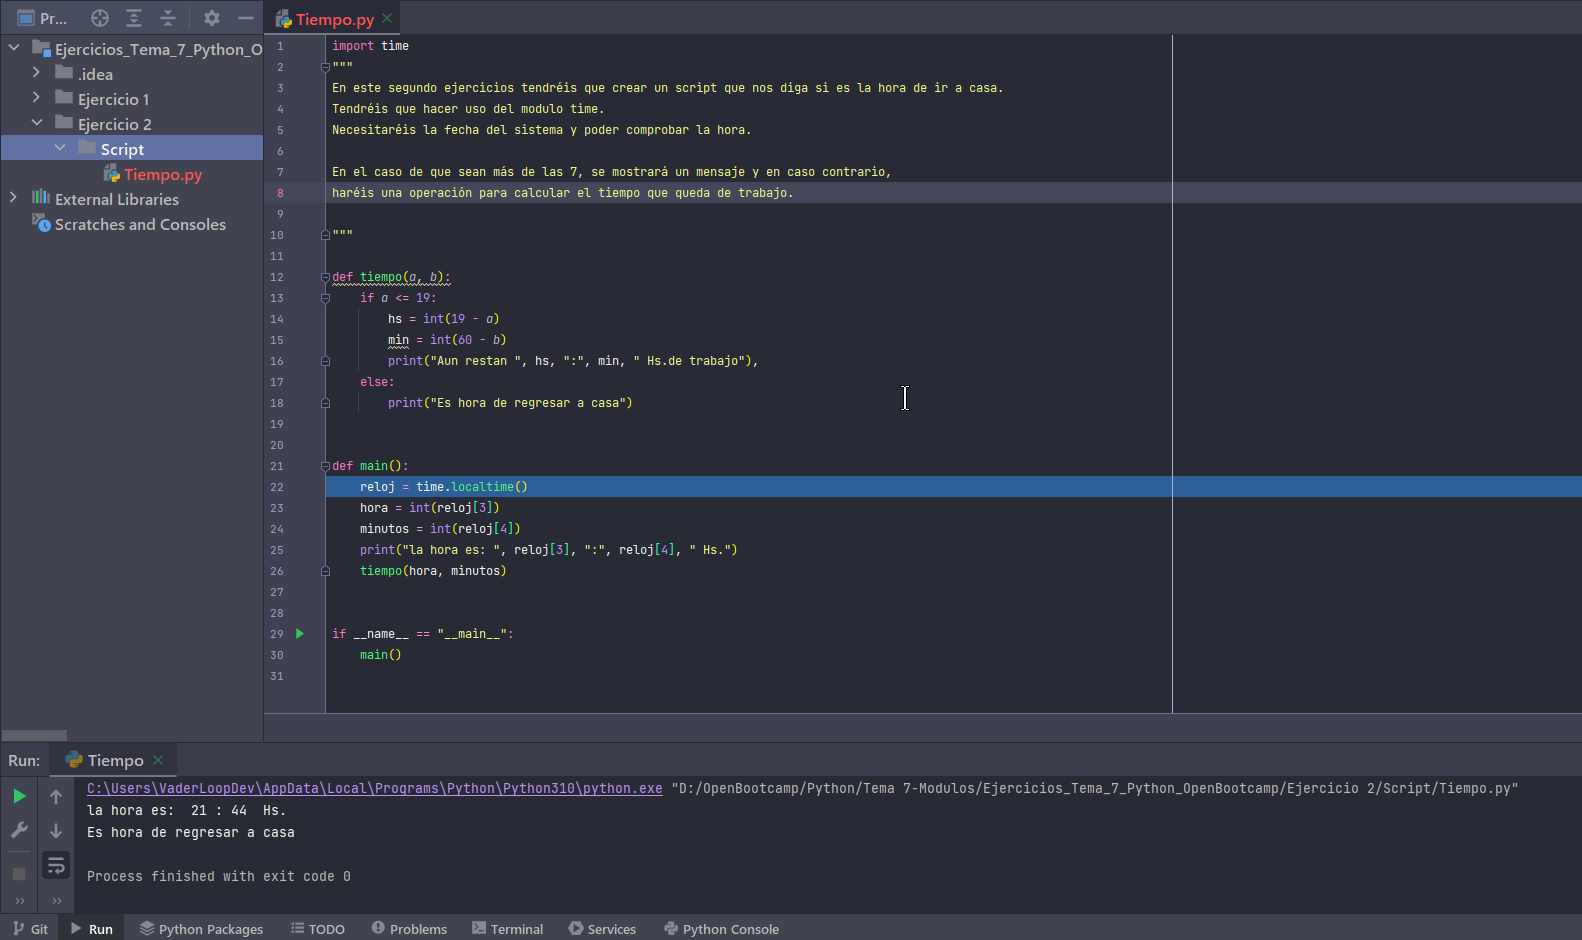 Pr...
Tiempo.py
Ejercicios_Tema_7_Python_O
.idea
Ejercicio 1
Ejercicio 2
Script
Tiempo.py
External Libraries
Scratches and Consoles
1 import time
2 """
3 En este segundo ejercicios tendréis que crear un script que nos diga si es la hora de ir a casa.
4 Tendréis que hacer uso del modulo time.
5 Necesitaréis la fecha del sistema y poder comprobar la hora.
6
7 En el caso de que sean más de las 7, se mostrará un mensaje y en caso contrario,
8 haréis una operación para calcular el tiempo que queda de trabajo.
9
10 """
11
12 def tiempo(a, b):
13 if a <= 19:
14 hs = int(19 - a)
15 min = int(60 - b)
16 print("Aun restan ", hs, ":", min, " Hs.de trabajo"),
17 else:
18 print("Es hora de regresar a casa")
19
20
21 def main():
22 reloj = time.localtime()
23 hora = int(reloj[3])
24 minutos = int(reloj[4])
25 print("la hora es: ", reloj[3], ":", reloj[4], " Hs.")
26 tiempo(hora, minutos)
27
28
29 if __name__ == "__main__":
30 main()
31
Run: Tiempo
C:\Users\VaderLoopDev\AppData\Local\Programs\Python\Python310\python.exe "D:/OpenBootcamp/Python/Tema 7-Modulos/Ejercicios_Tema_7_Python_OpenBootcamp/Ejercicio 2/Script/Tiempo.py"
la hora es:  21 : 44  Hs.
Es hora de regresar a casa
Process finished with exit code 0
Git Run Python Packages TODO Problems Terminal Services Python Console